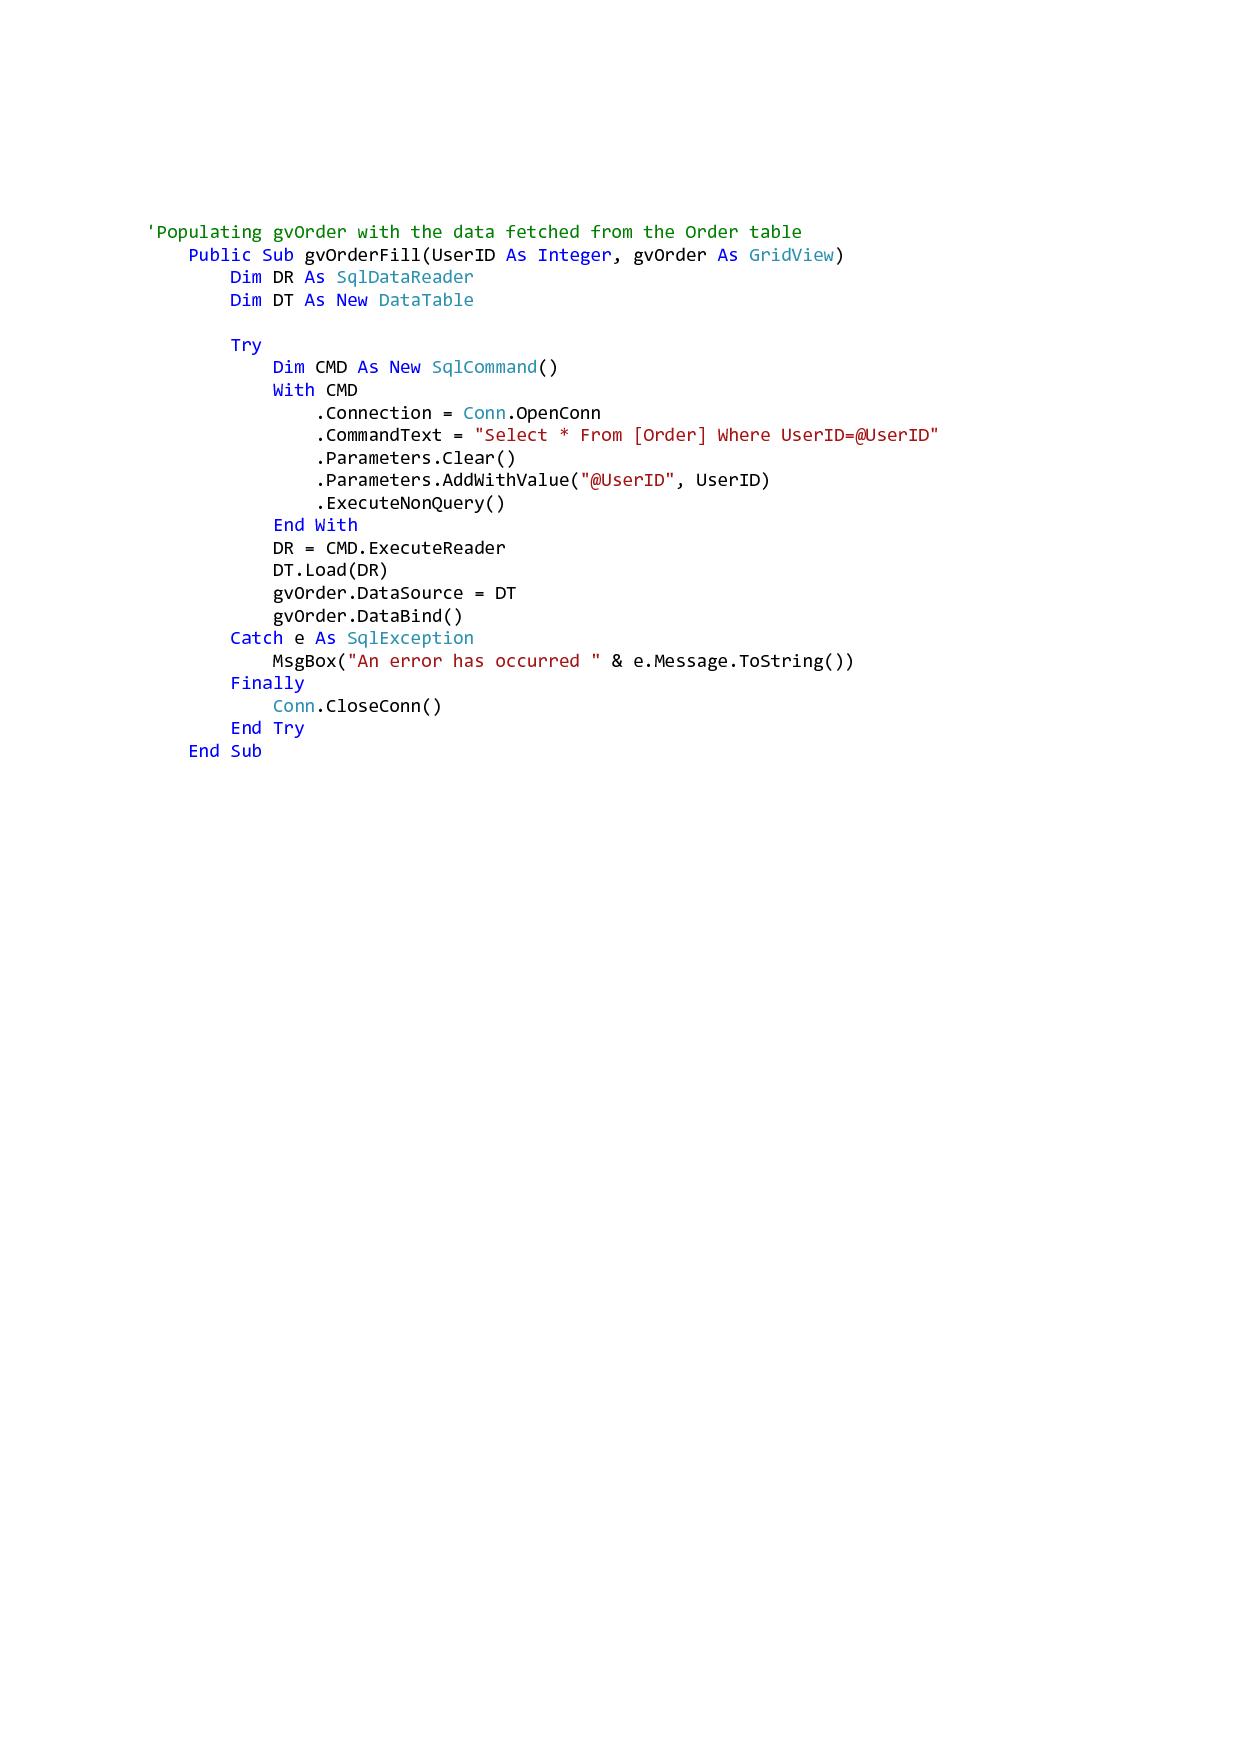 'Populating gvOrder with the data fetched from the Order table
Public Sub gvOrderFill(UserID As Integer, gvOrder As GridView)
Dim DR As SqlDataReader
Dim DT As New DataTable
Try
Dim CMD As New SqlCommand()
With CMD
.Connection = Conn.OpenConn
.CommandText = "Select * From [Order] Where UserID=@UserID"
.Parameters.Clear()
.Parameters.AddWithValue("@UserID", UserID)
.ExecuteNonQuery()
End With
DR = CMD.ExecuteReader
DT.Load(DR)
gvOrder.DataSource = DT
gvOrder.DataBind()
Catch e As SqlException
MsgBox("An error has occurred " & e.Message.ToString())
Finally
Conn.CloseConn()
End Try
End Sub